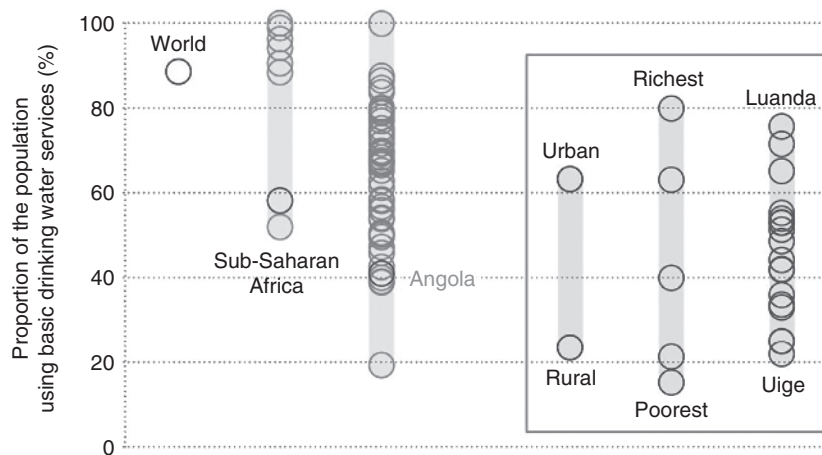 Proportion of the population
using basic drinking water services (%)
100
80
60
40
20
0
World
Sub-Saharan
Africa
Angola
Urban
Rural
Richest
Poorest
Luanda
Uige